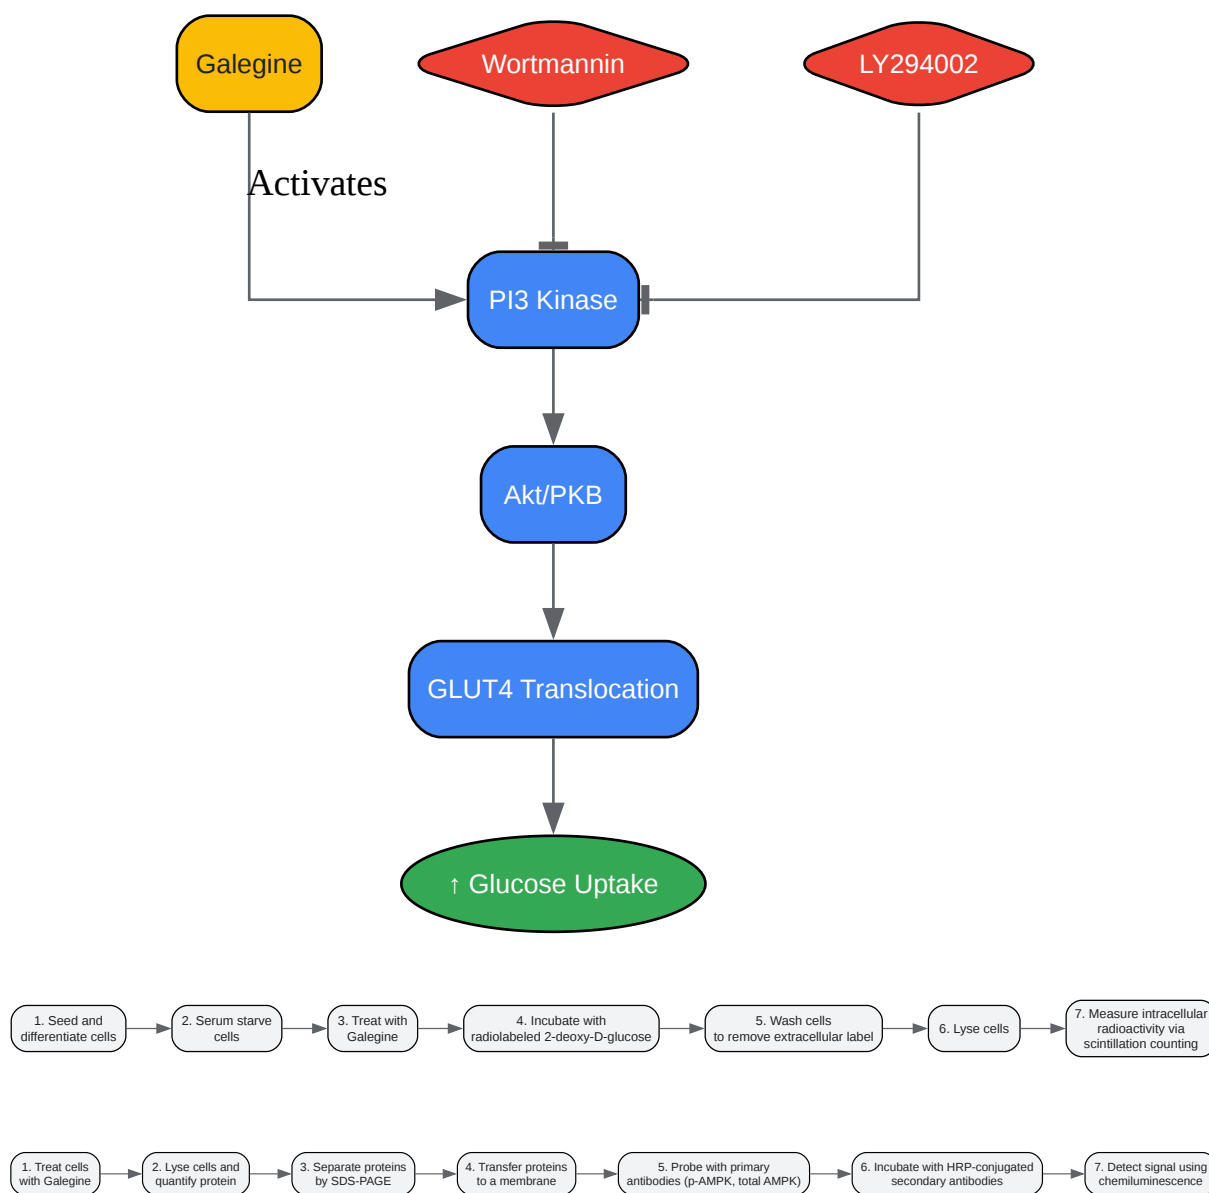 Galegine
Wortmannin
LY294002
Activates
PI3 Kinase
Akt/PKB
GLUT4 Translocation
↑ Glucose Uptake
1. Seed and
differentiate cells
2. Serum starve
cells
3. Treat with
Galegine
4. Incubate with
radiolabeled 2-deoxy-D-glucose
5. Wash cells
to remove extracellular label
6. Lyse cells
7. Measure intracellular
radioactivity via
scintillation counting
1. Treat cells
with Galegine
2. Lyse cells and
quantify protein
3. Separate proteins
by SDS-PAGE
4. Transfer proteins
to a membrane
5. Probe with primary
antibodies (p-AMPK, total AMPK)
6. Incubate with HRP-conjugated
secondary antibodies
7. Detect signal using
chemiluminescence